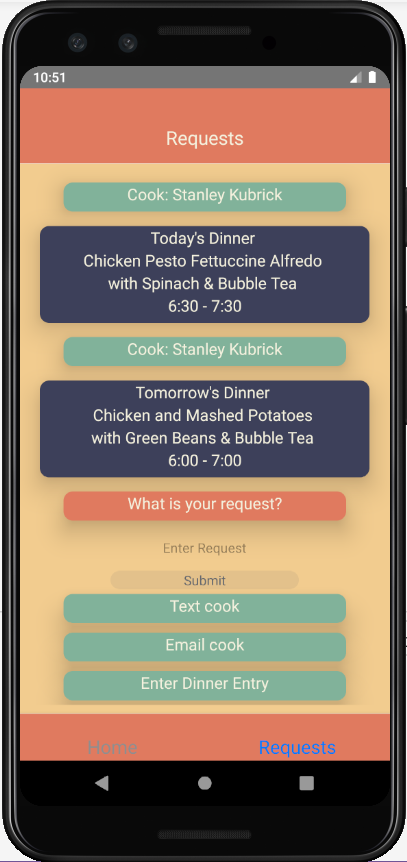 10:51
Requests
Cook: Stanley Kubrick
Today's Dinner
Chicken Pesto Fettuccine Alfredo
with Spinach & Bubble Tea
6:30 - 7:30
Cook: Stanley Kubrick
Tomorrow's Dinner
Chicken and Mashed Potatoes
with Green Beans & Bubble Tea
6:00 - 7:00
What is your request?
Enter Request
Submit
Text cook
Email cook
Enter Dinner Entry
Home Requests